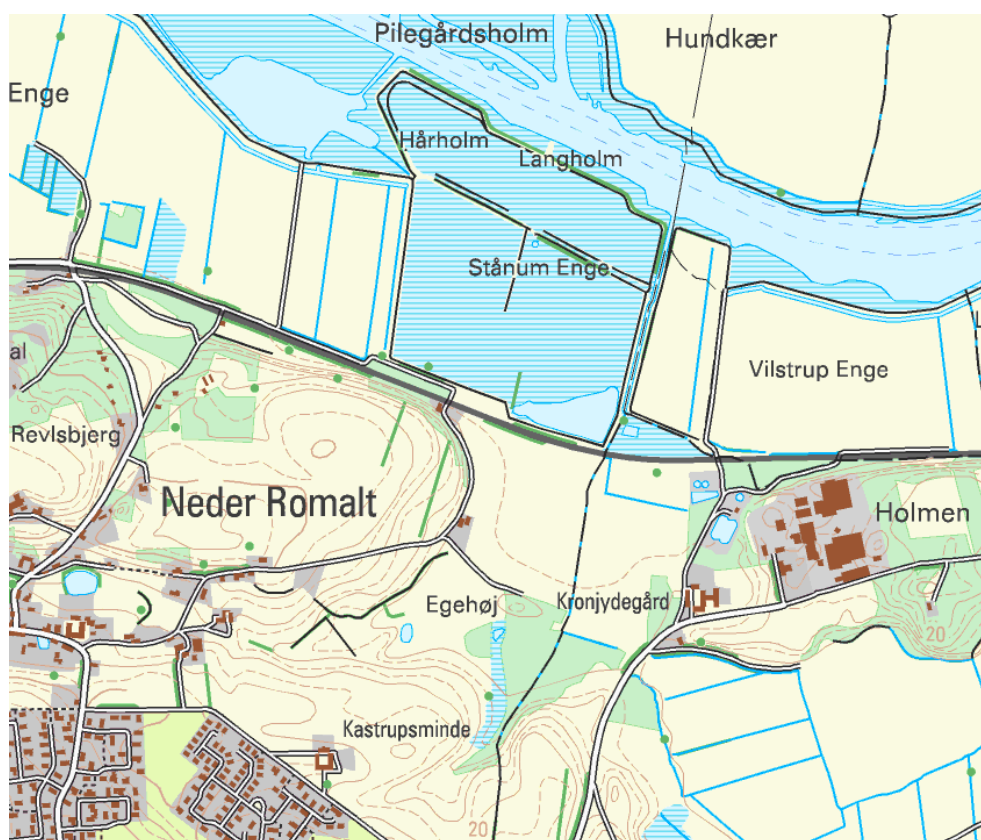 Pilegårdsholm
Hundkær
Enge
Hårholm
Langholm
Stånum Enge
Vilstrup Enge
al
Revlsbjerg
Neder Romalt
Holmen
Egehøj
Kronjydegård
20
Kastrupsminde
20